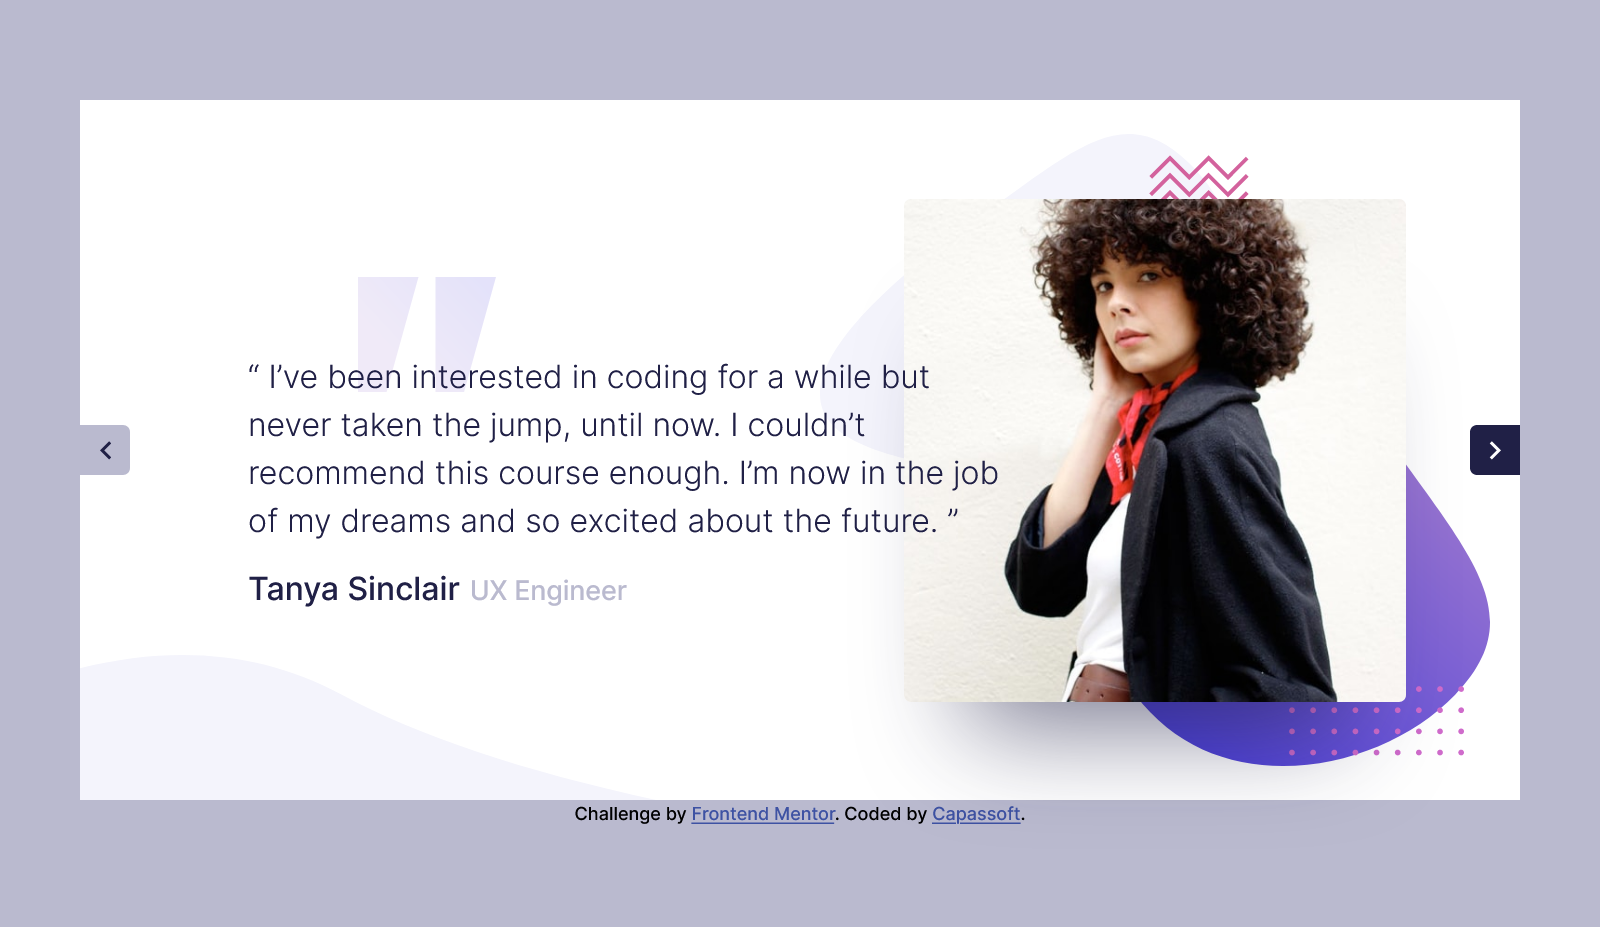 “ I’ve been interested in coding for a while but
never taken the jump, until now. I couldn’t
recommend this course enough. I’m now in the job
of my dreams and so excited about the future. ”
Tanya Sinclair UX Engineer
Challenge by Frontend Mentor. Coded by Capassoft.